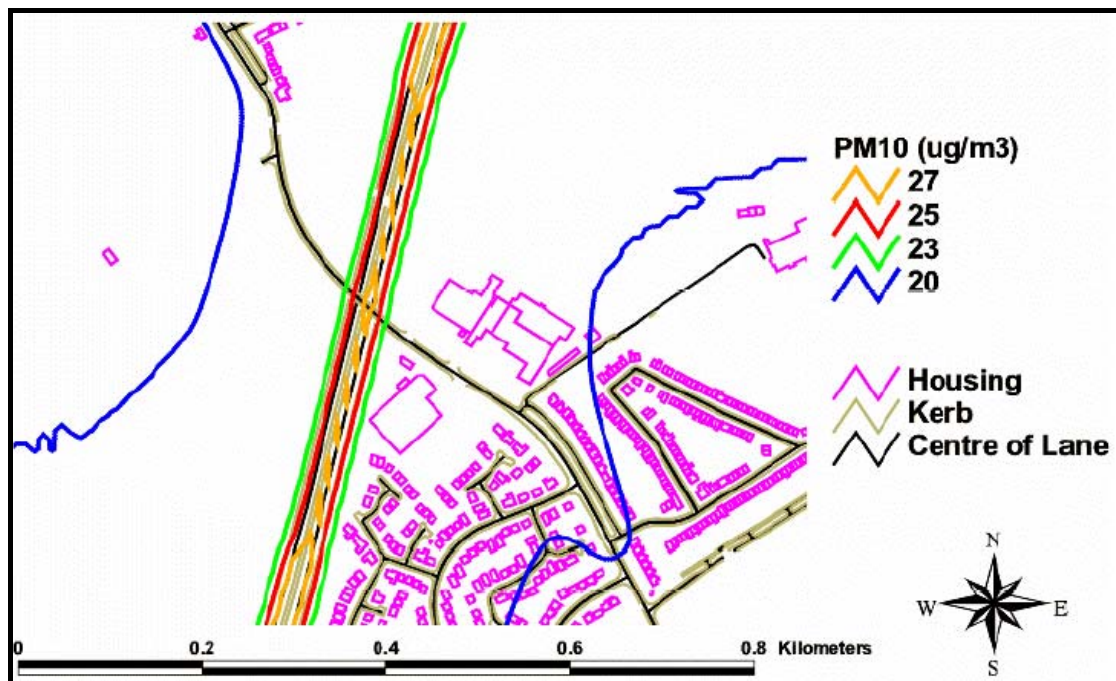 PM10 (ug/m3)
27
25
23
20
Housing
Kerb
Centre of Lane
N
W E
S
0 0.2 0.4 0.6 0.8 Kilometers